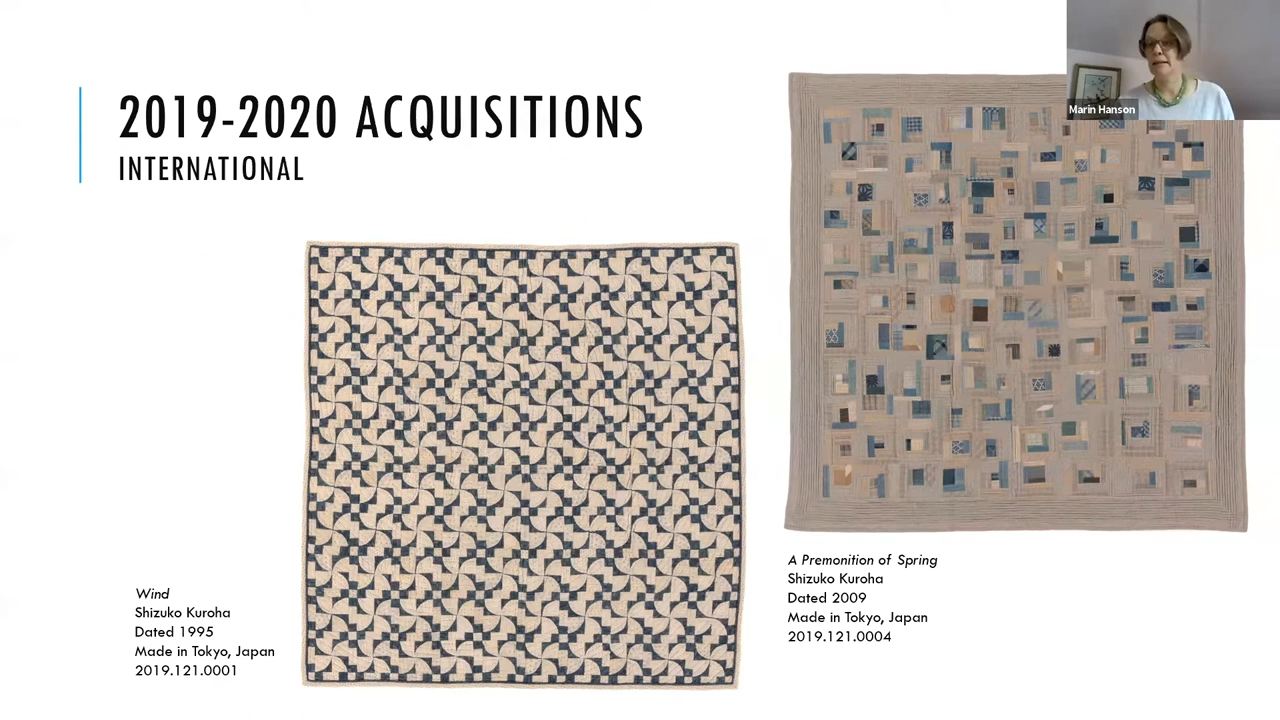 2019-2020 ACQUISITIONS
INTERNATIONAL
Marin Hanson
Wind
Shizuko Kuroha
Dated 1995
Made in Tokyo, Japan
2019.121.0001
A Premonition of Spring
Shizuko Kuroha
Dated 2009
Made in Tokyo, Japan
2019.121.0004